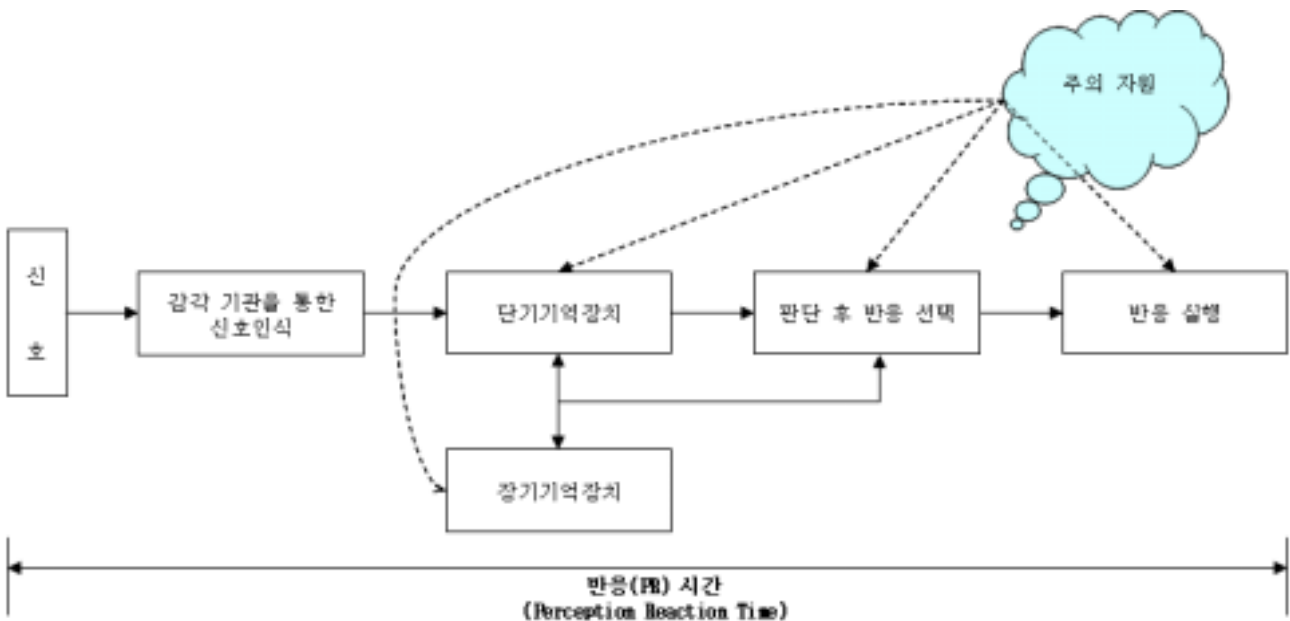 주의 자원
신
호
감각 기관을 통한
신호인식
단기기억장치
판단 후 반응 선택
반응 실행
장기기억장치
반응(PR) 시간
(Perception Reaction Time)